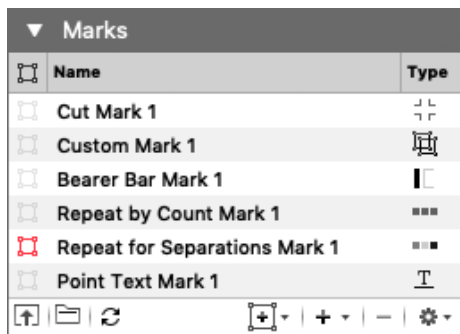 Marks
Name Type
Cut Mark 1
Custom Mark 1
Bearer Bar Mark 1
Repeat by Count Mark 1
Repeat for Separations Mark 1
Point Text Mark 1